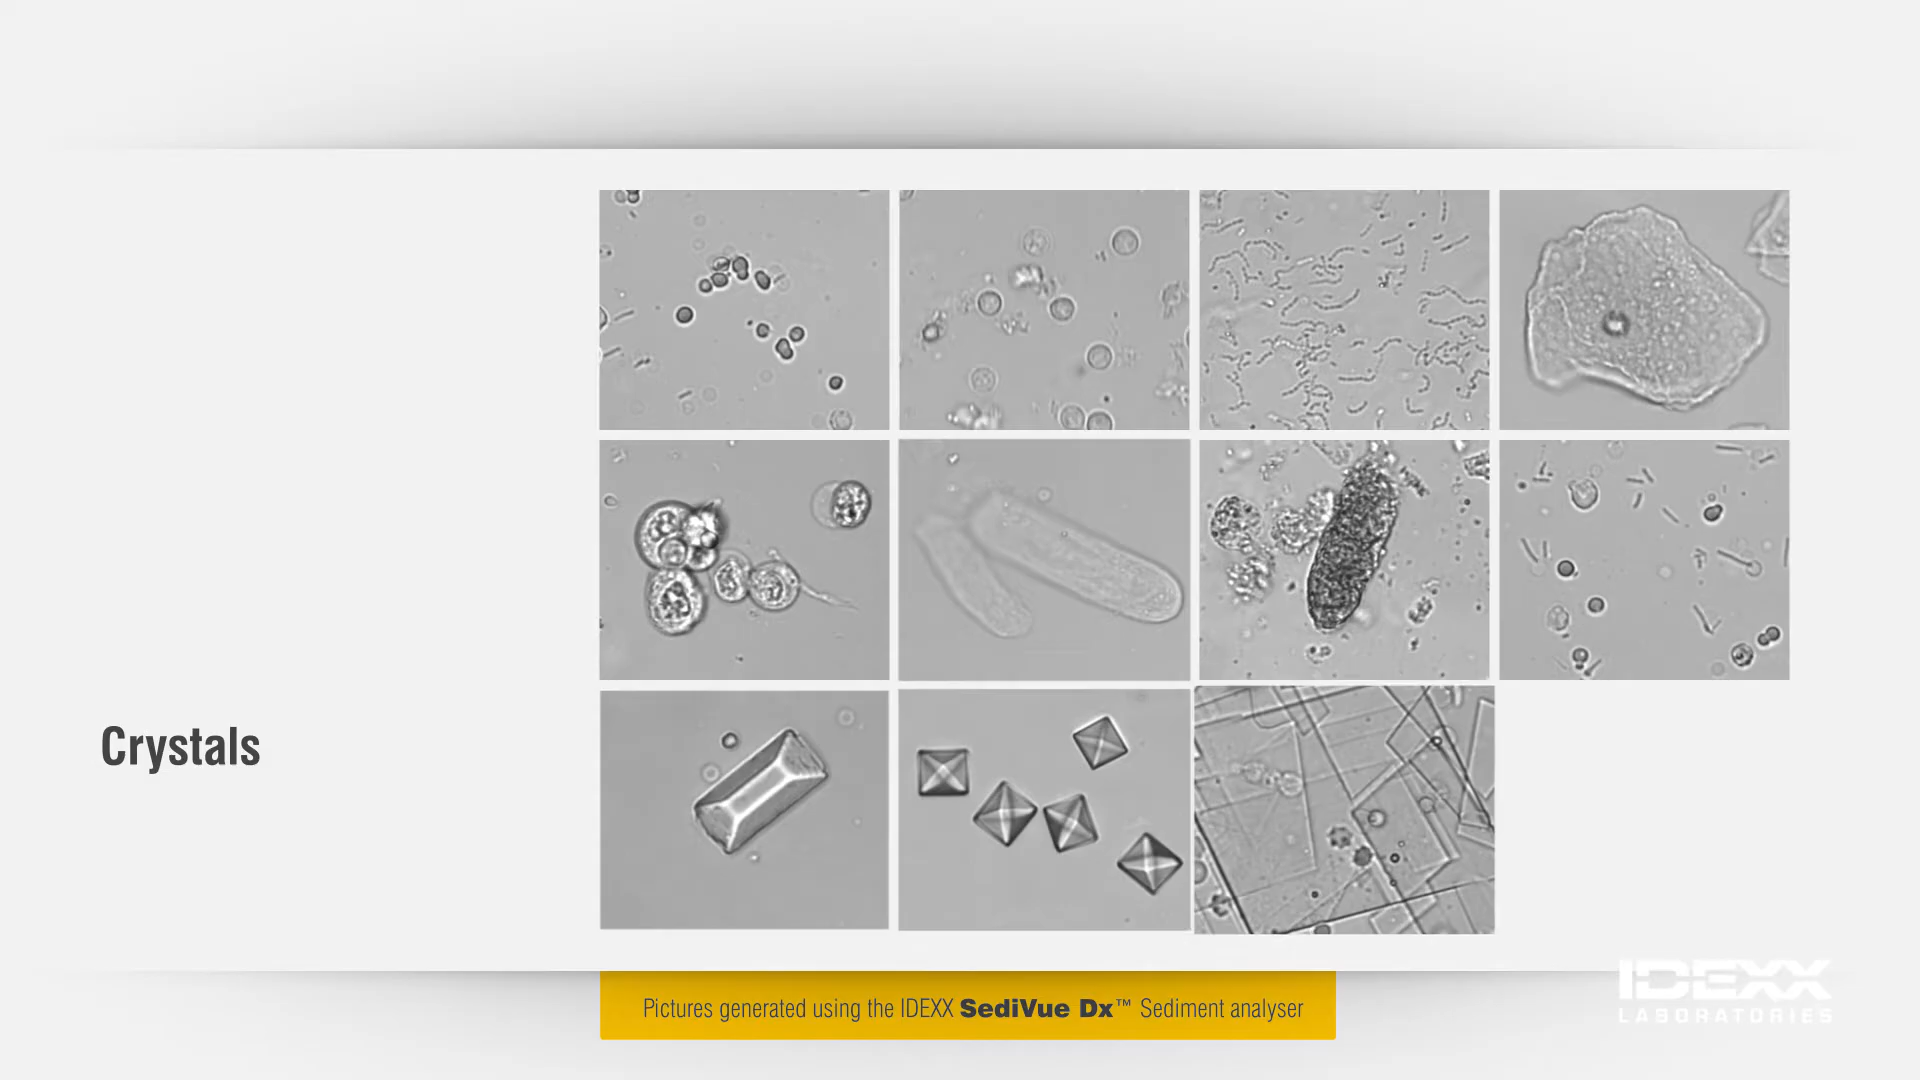 Crystals
Pictures generated using the IDEXX SediVue Dx™ Sediment analyser
IDEXX
LABORATORIES